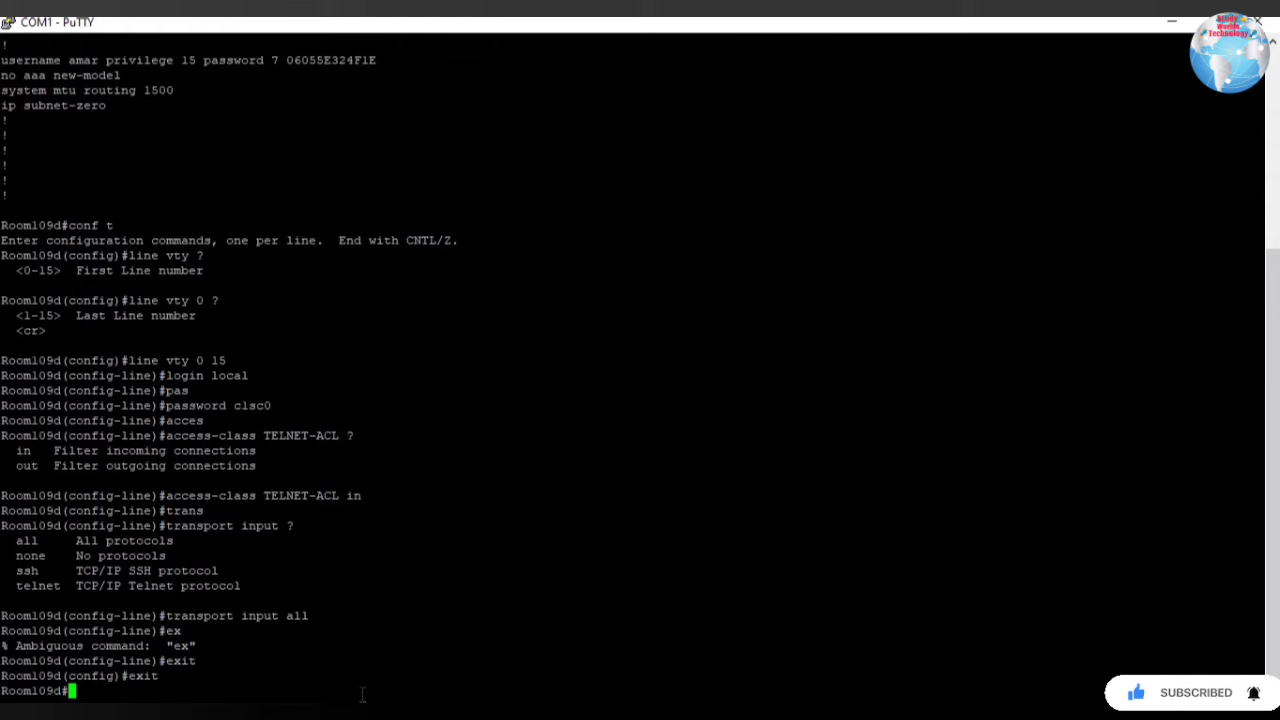 COM1 - PuTTY
Study
World
Technology
!
username amar privilege 15 password 7 06055E324F1E
no aaa new-model
system mtu routing 1500
ip subnet-zero
!
!
!
!
!
!
Room109d#conf t
Enter configuration commands, one per line.  End with CNTL/Z.
Room109d(config)#line vty ?
  <0-15>  First Line number
Room109d(config)#line vty 0 ?
  <1-15>  Last Line number
  <cr>
Room109d(config)#line vty 0 15
Room109d(config-line)#login local
Room109d(config-line)#pas
Room109d(config-line)#password c1sc0
Room109d(config-line)#acces
Room109d(config-line)#access-class TELNET-ACL ?
  in   Filter incoming connections
  out  Filter outgoing connections
Room109d(config-line)#access-class TELNET-ACL in
Room109d(config-line)#trans
Room109d(config-line)#transport input ?
  all     All protocols
  none    No protocols
  ssh     TCP/IP SSH protocol
  telnet  TCP/IP Telnet protocol
Room109d(config-line)#transport input all
Room109d(config-line)#ex
% Ambiguous command:  "ex"
Room109d(config-line)#exit
Room109d(config)#exit
Room109d#
SUBSCRIBED